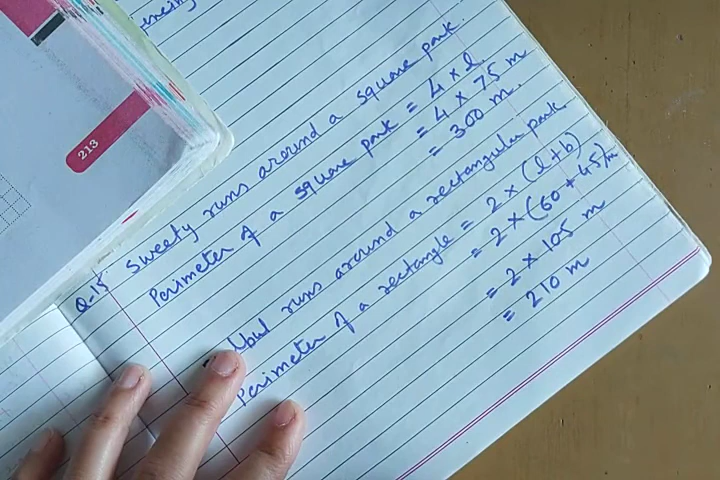 213
Q-15 Sweety runs around a square park.
Perimeter of a square park = 4 × l
= 4 × 75 m
= 300 m.
runs around a rectangular park.
Perimeter of a rectangle = 2 × (l + b)
= 2 × (60 + 45) m
= 2 × 105 m
= 210 m